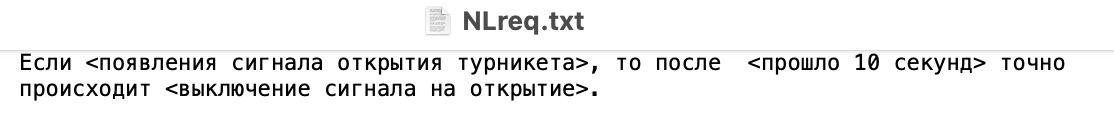 NLreq.txt
Если <появления сигнала открытия турникета>, то после  <прошло 10 секунд> точно
происходит <выключение сигнала на открытие>.